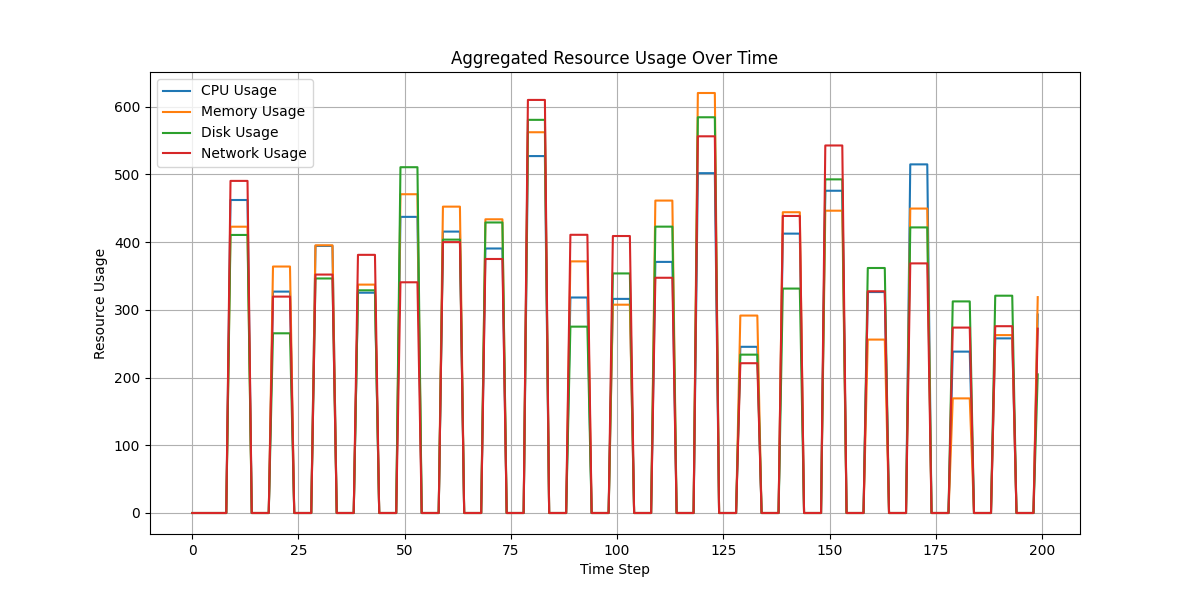 Aggregated Resource Usage Over Time
CPU Usage
Memory Usage
Disk Usage
Network Usage
600
500
400
300
200
100
0
Resource Usage
0 25 50 75 100 125 150 175 200
Time Step